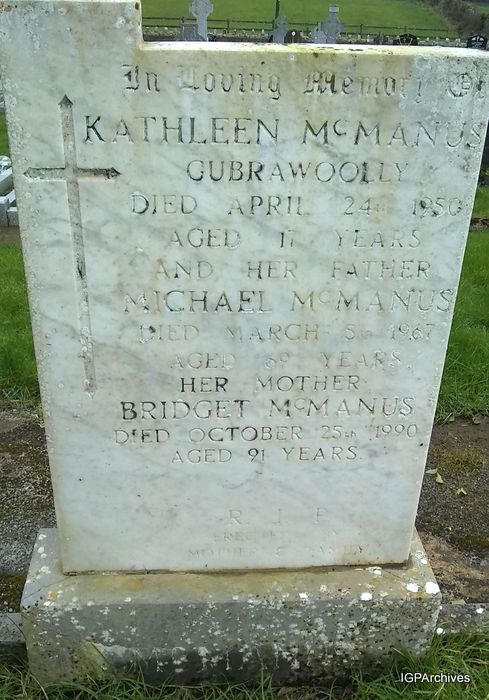 In Loving Memory Of
KATHLEEN McMANUS
GUBRAWOOLLY
DIED APRIL 24th 1950
AGED 17 YEARS
AND HER FATHER
MICHAEL McMANUS
DIED MARCH 5th 1967
AGED 69 YEARS,
HER MOTHER
BRIDGET McMANUS
DIED OCTOBER 25th 1990
AGED 91 YEARS
R. I. P.
ERECTED BY
MOTHER & FAMILY
IGPArchives